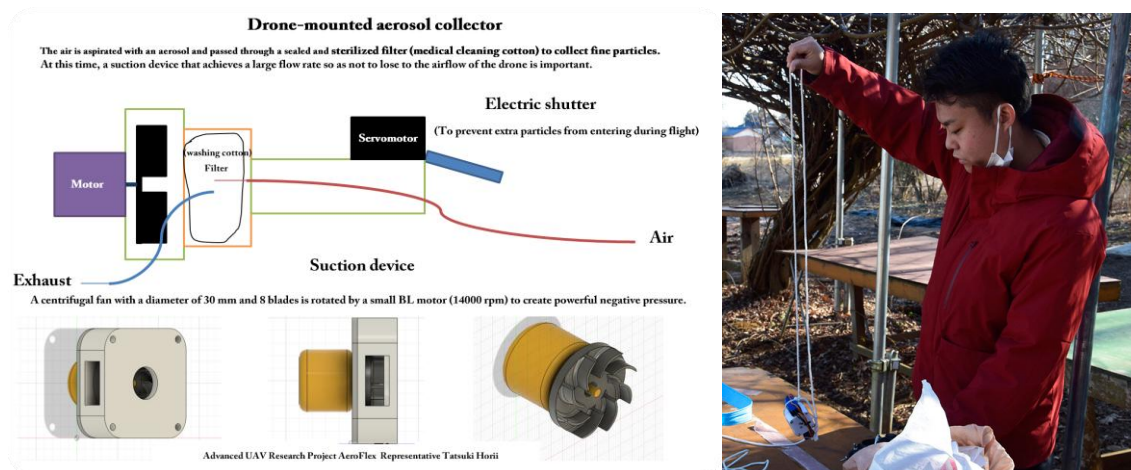 Drone-mounted aerosol collector
The air is aspirated with an aerosol and passed through a sealed and sterilized filter (medical cleaning cotton) to collect fine particles.
At this time, a suction device that achieves a large flow rate so as not to lose to the airflow of the drone is important.
Electric shutter
(To prevent extra particles from entering during flight)
Servomotor
(washing cotton)
Filter
Motor
Air
Exhaust
Suction device
A centrifugal fan with a diameter of 30 mm and 8 blades is rotated by a small BL motor (14000 rpm) to create powerful negative pressure.
Advanced UAV Research Project AeroFlex Representative Tatsuki Horii